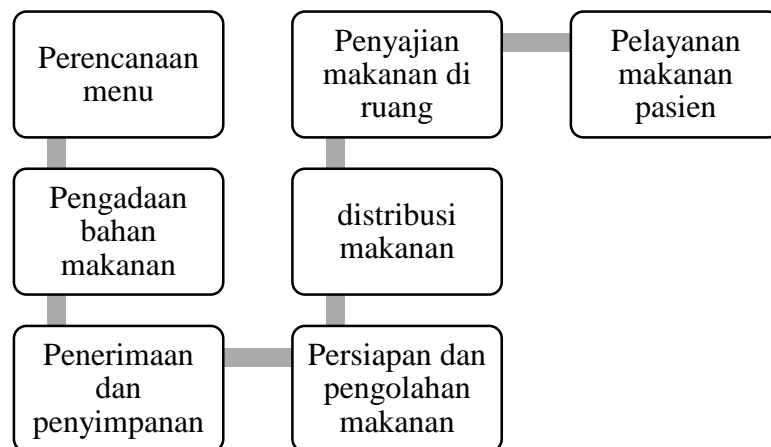 Perencanaan
menu
Pengadaan
bahan
makanan
Penerimaan
dan
penyimpanan
Persiapan dan
pengolahan
makanan
distribusi
makanan
Penyajian
makanan di
ruang
Pelayanan
makanan
pasien